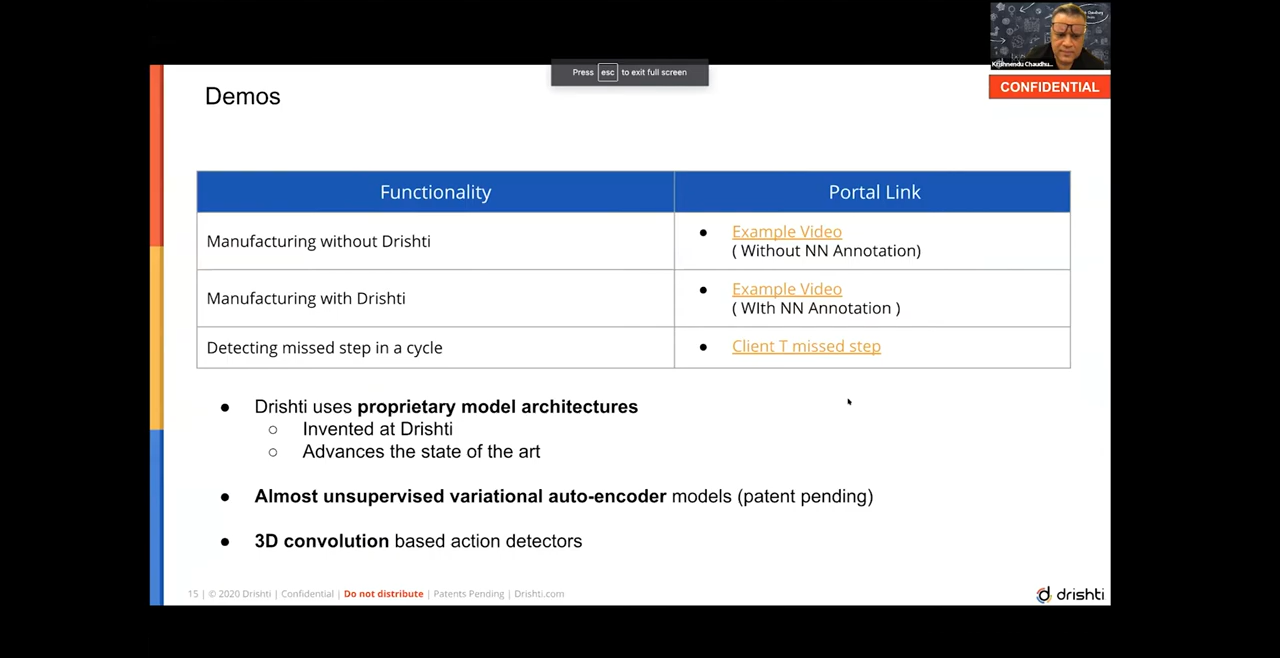 Krishnendu Chaudhu...
Press esc to exit full screen
CONFIDENTIAL
Demos
Functionality
Portal Link
Manufacturing without Drishti
● Example Video
( Without NN Annotation)
Manufacturing with Drishti
● Example Video
( WIth NN Annotation )
Detecting missed step in a cycle
● Client T missed step
● Drishti uses proprietary model architectures
○ Invented at Drishti
○ Advances the state of the art
● Almost unsupervised variational auto-encoder models (patent pending)
● 3D convolution based action detectors
15 | © 2020 Drishti | Confidential | Do not distribute | Patents Pending | Drishti.com
drishti